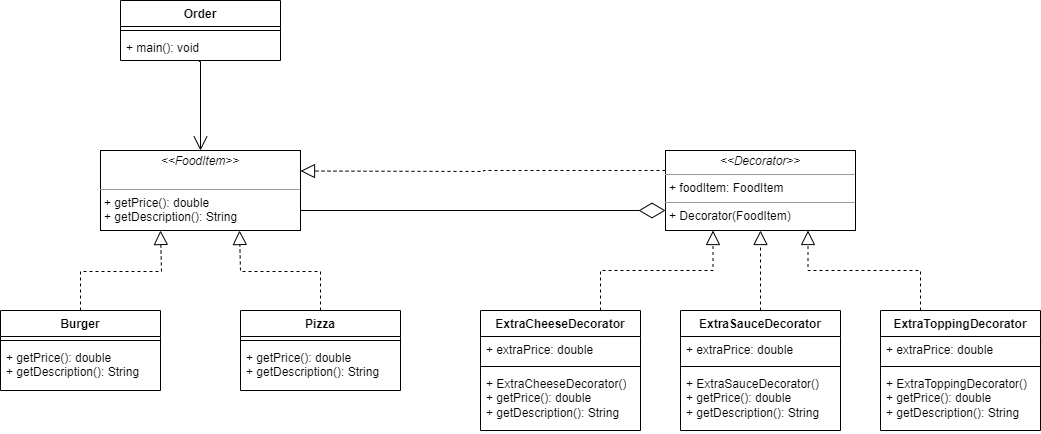 Order
+ main(): void
<<FoodItem>>
+ getPrice(): double
+ getDescription(): String
<<Decorator>>
+ foodItem: FoodItem
+ Decorator(FoodItem)
Burger
+ getPrice(): double
+ getDescription(): String
Pizza
+ getPrice(): double
+ getDescription(): String
ExtraCheeseDecorator
+ extraPrice: double
+ ExtraCheeseDecorator()
+ getPrice(): double
+ getDescription(): String
ExtraSauceDecorator
+ extraPrice: double
+ ExtraSauceDecorator()
+ getPrice(): double
+ getDescription(): String
ExtraToppingDecorator
+ extraPrice: double
+ ExtraToppingDecorator()
+ getPrice(): double
+ getDescription(): String